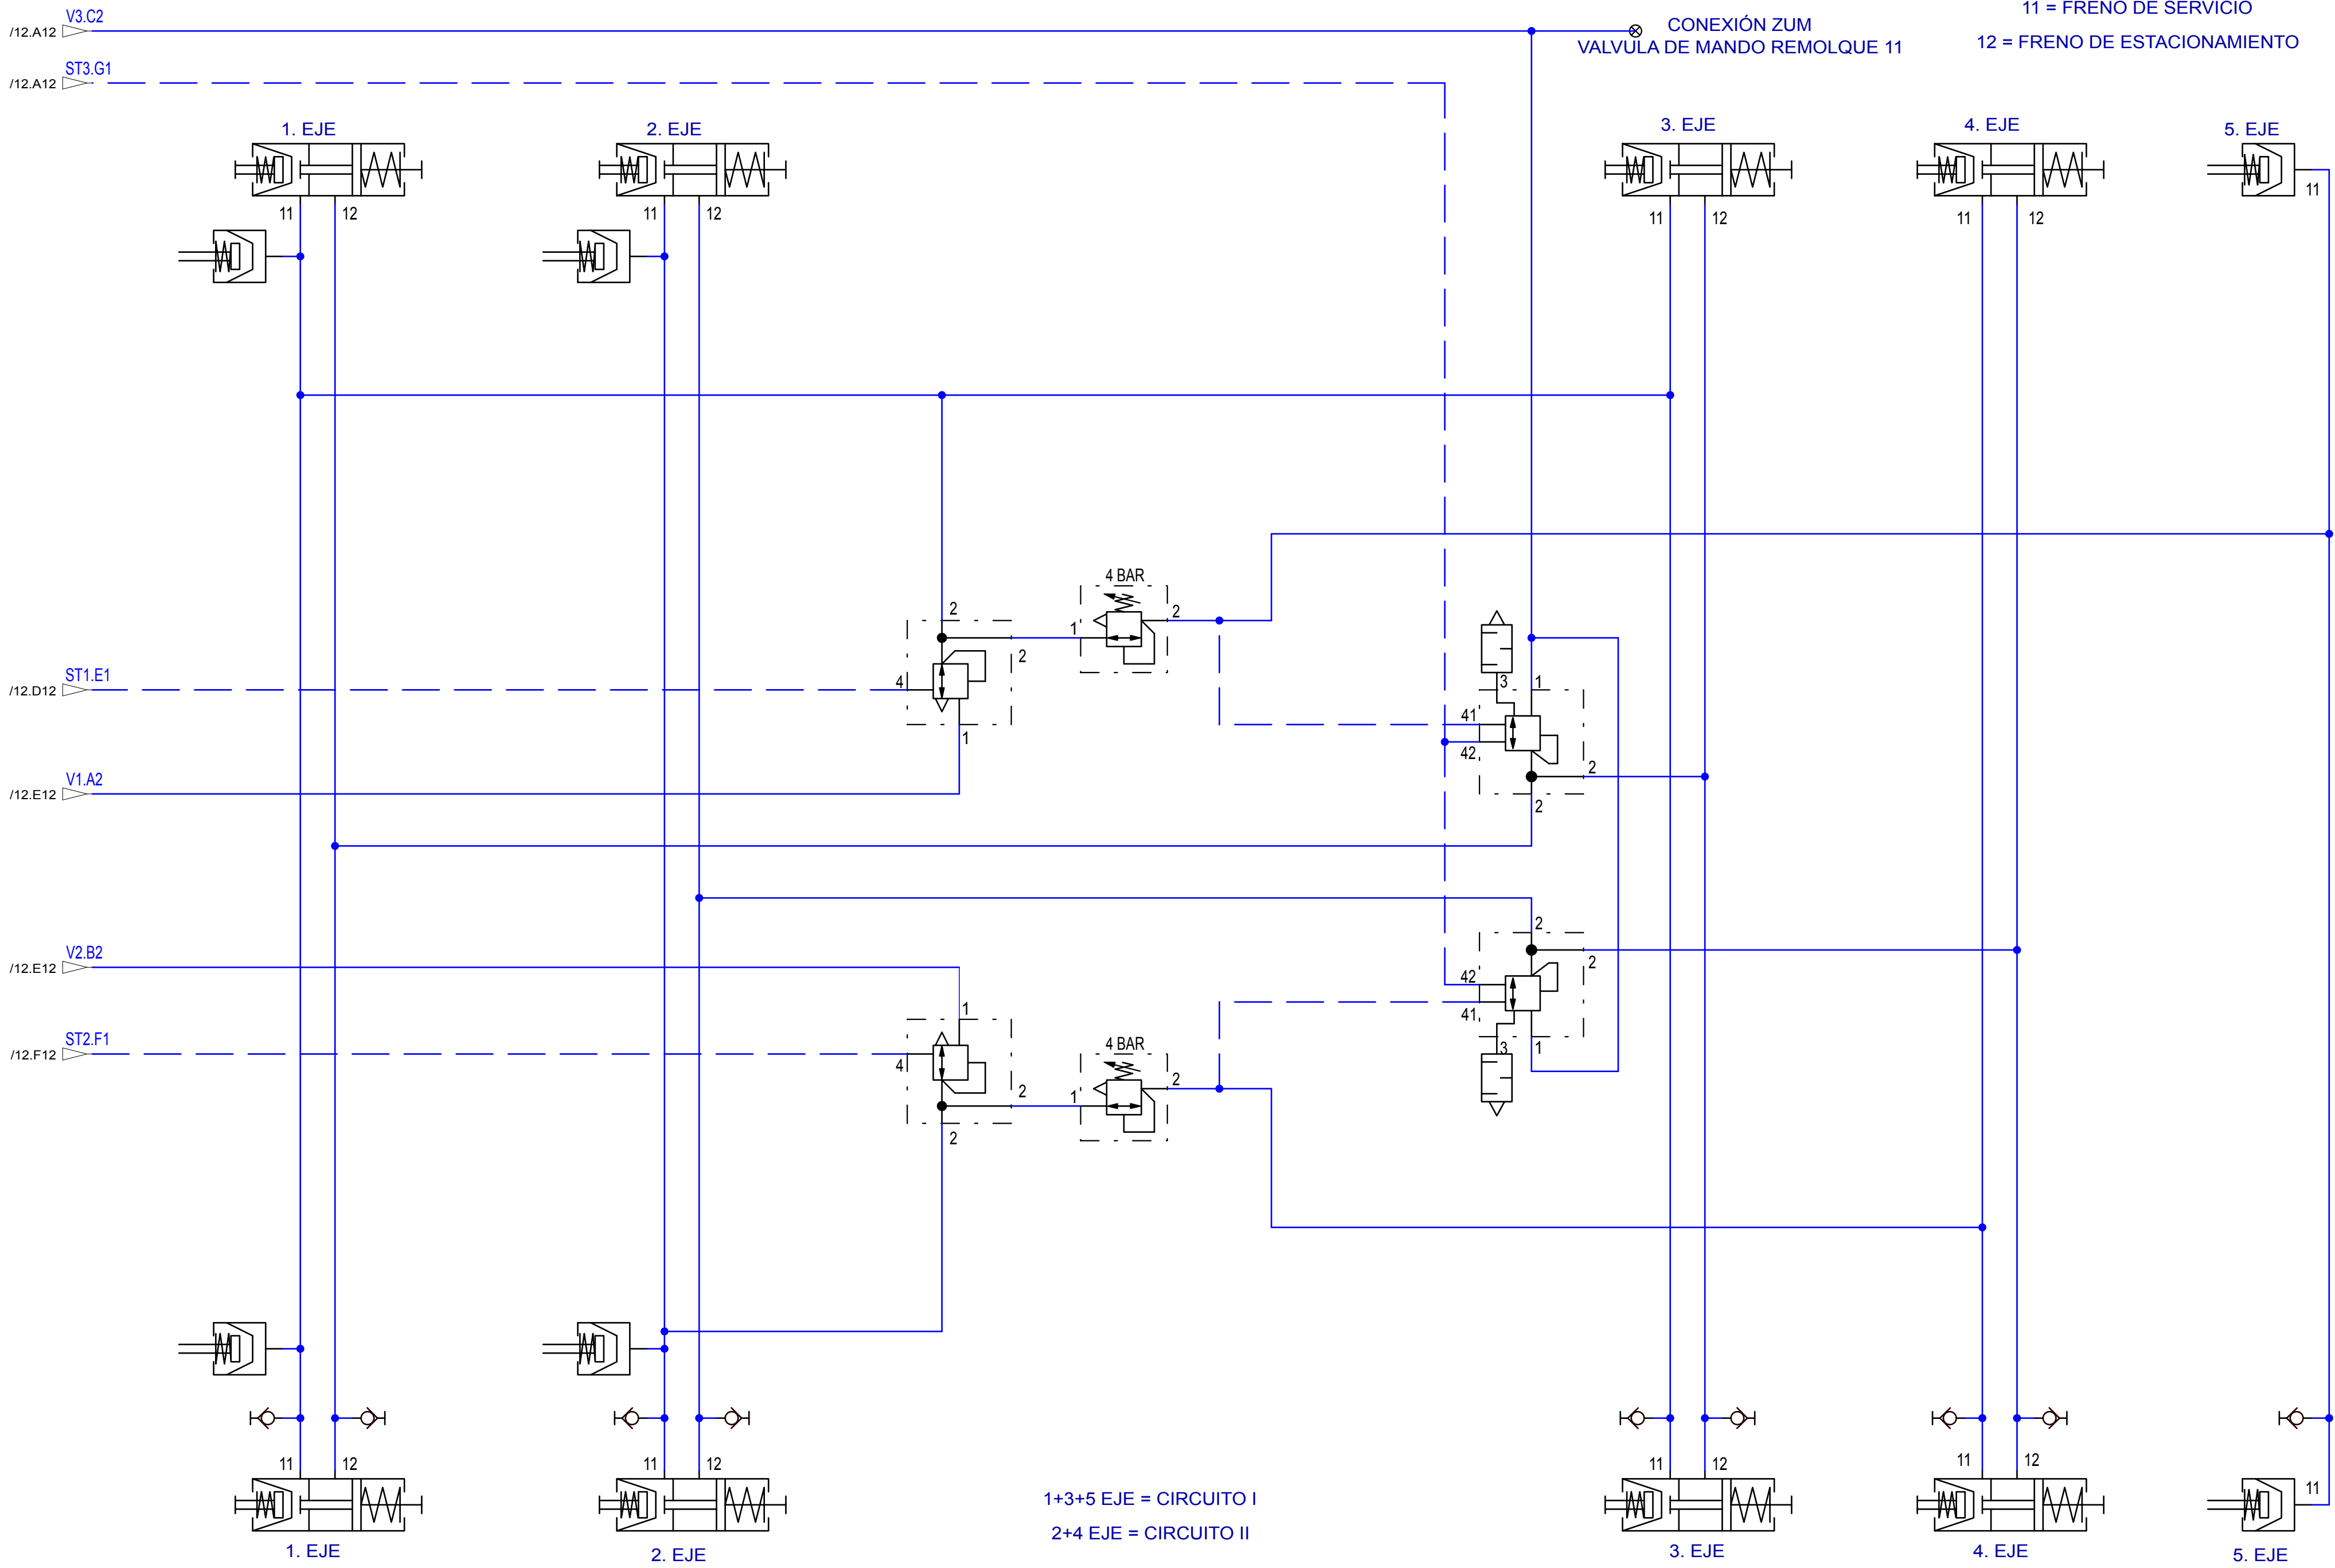 11 = FRENO DE SERVICIO
12 = FRENO DE ESTACIONAMIENTO
V3.C2
/12.A12
CONEXIÓN ZUM
VALVULA DE MANDO REMOLQUE 11
ST3.G1
/12.A12
1. EJE
2. EJE
3. EJE
4. EJE
5. EJE
11 12
11 12
11 12
11 12
11
4 BAR
2
1 2
2
ST1.E1
/12.D12
4
1
3 1
41
42
2
2
V1.A2
/12.E12
V2.B2
/12.E12
2
2
42
41
3 1
1
ST2.F1
/12.F12
4
2
2
4 BAR
1 2
11 12
11 12
11 12
11 12
11
1+3+5 EJE = CIRCUITO I
2+4 EJE = CIRCUITO II
1. EJE
2. EJE
3. EJE
4. EJE
5. EJE